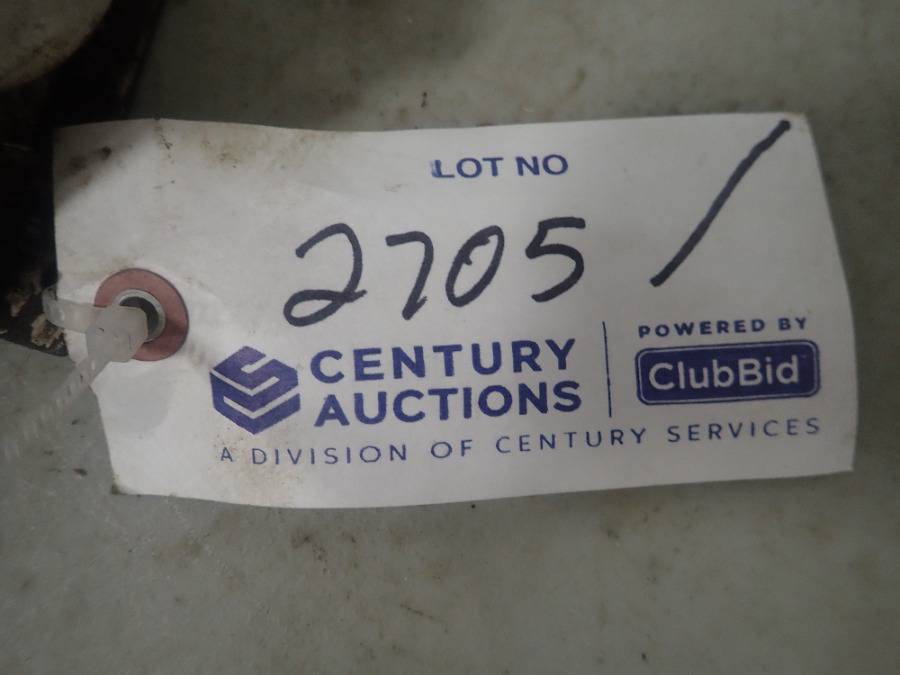 LOT NO
2705 /
CENTURY AUCTIONS
POWERED BY
ClubBid
A DIVISION OF CENTURY SERVICES